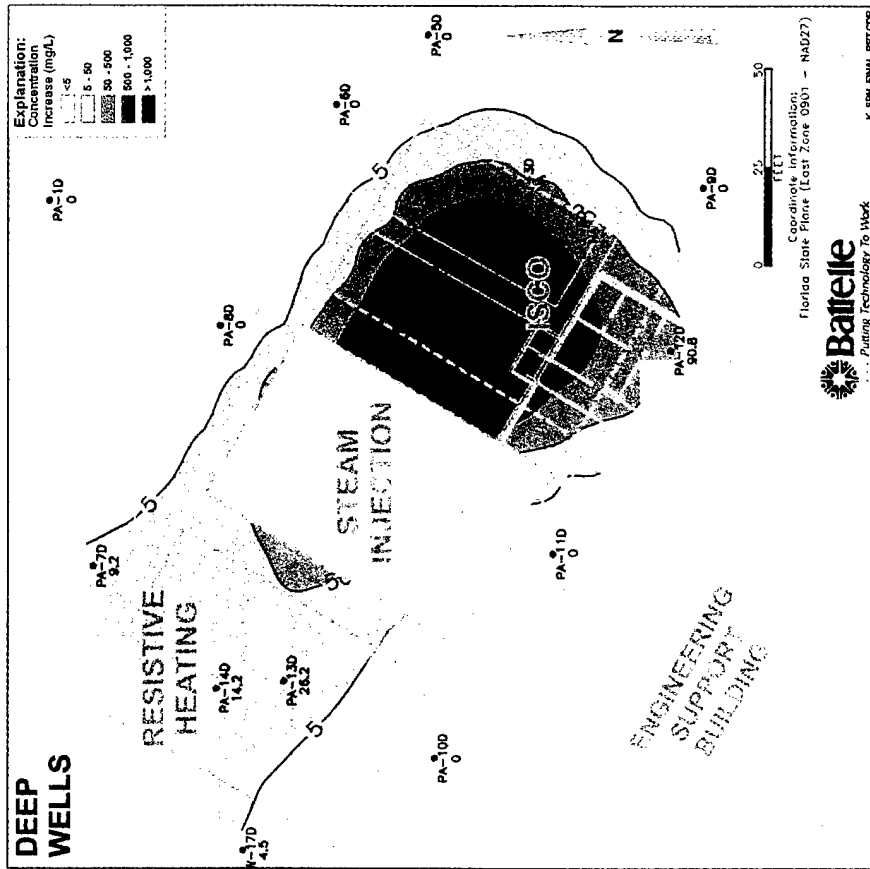 DEEP
WELLS
Explanation:
Concentration
Increase (mg/L)
<5
5 - 50
50 - 500
500 - 1,000
>1,000
PA-1D
0
PA-5D
0
PA-6D
0
PA-8D
0
PA-7D
9.2
RESISTIVE
HEATING
PA-14D
14.2
PA-13D
26.2
STEAM
INJECTION
ISCO
3D
PA-9D
0
PA-12D
90.8
PA-11D
0
PA-10D
0
-17D
4.5
5
5
5
ENGINEERING
SUPPORT
BUILDING
N
0 25 50
FEET
Coordinate Information:
Florida State Plane (East Zone 0901 - NAD27)
Battelle
. . . Putting Technology To Work